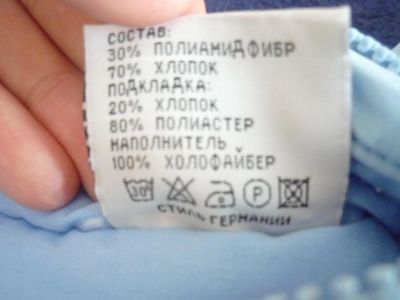 СОСТАВ:
30% ПОЛИАМИДФИБР
70% ХЛОПОК
ПОДКЛАДКА:
20% ХЛОПОК
80% ПОЛИАСТЕР
НАПОЛНИТЕЛЬ
100% ХОЛОФАЙБЕР
30° P
СТИЛЬ ГЕРМАНИИ